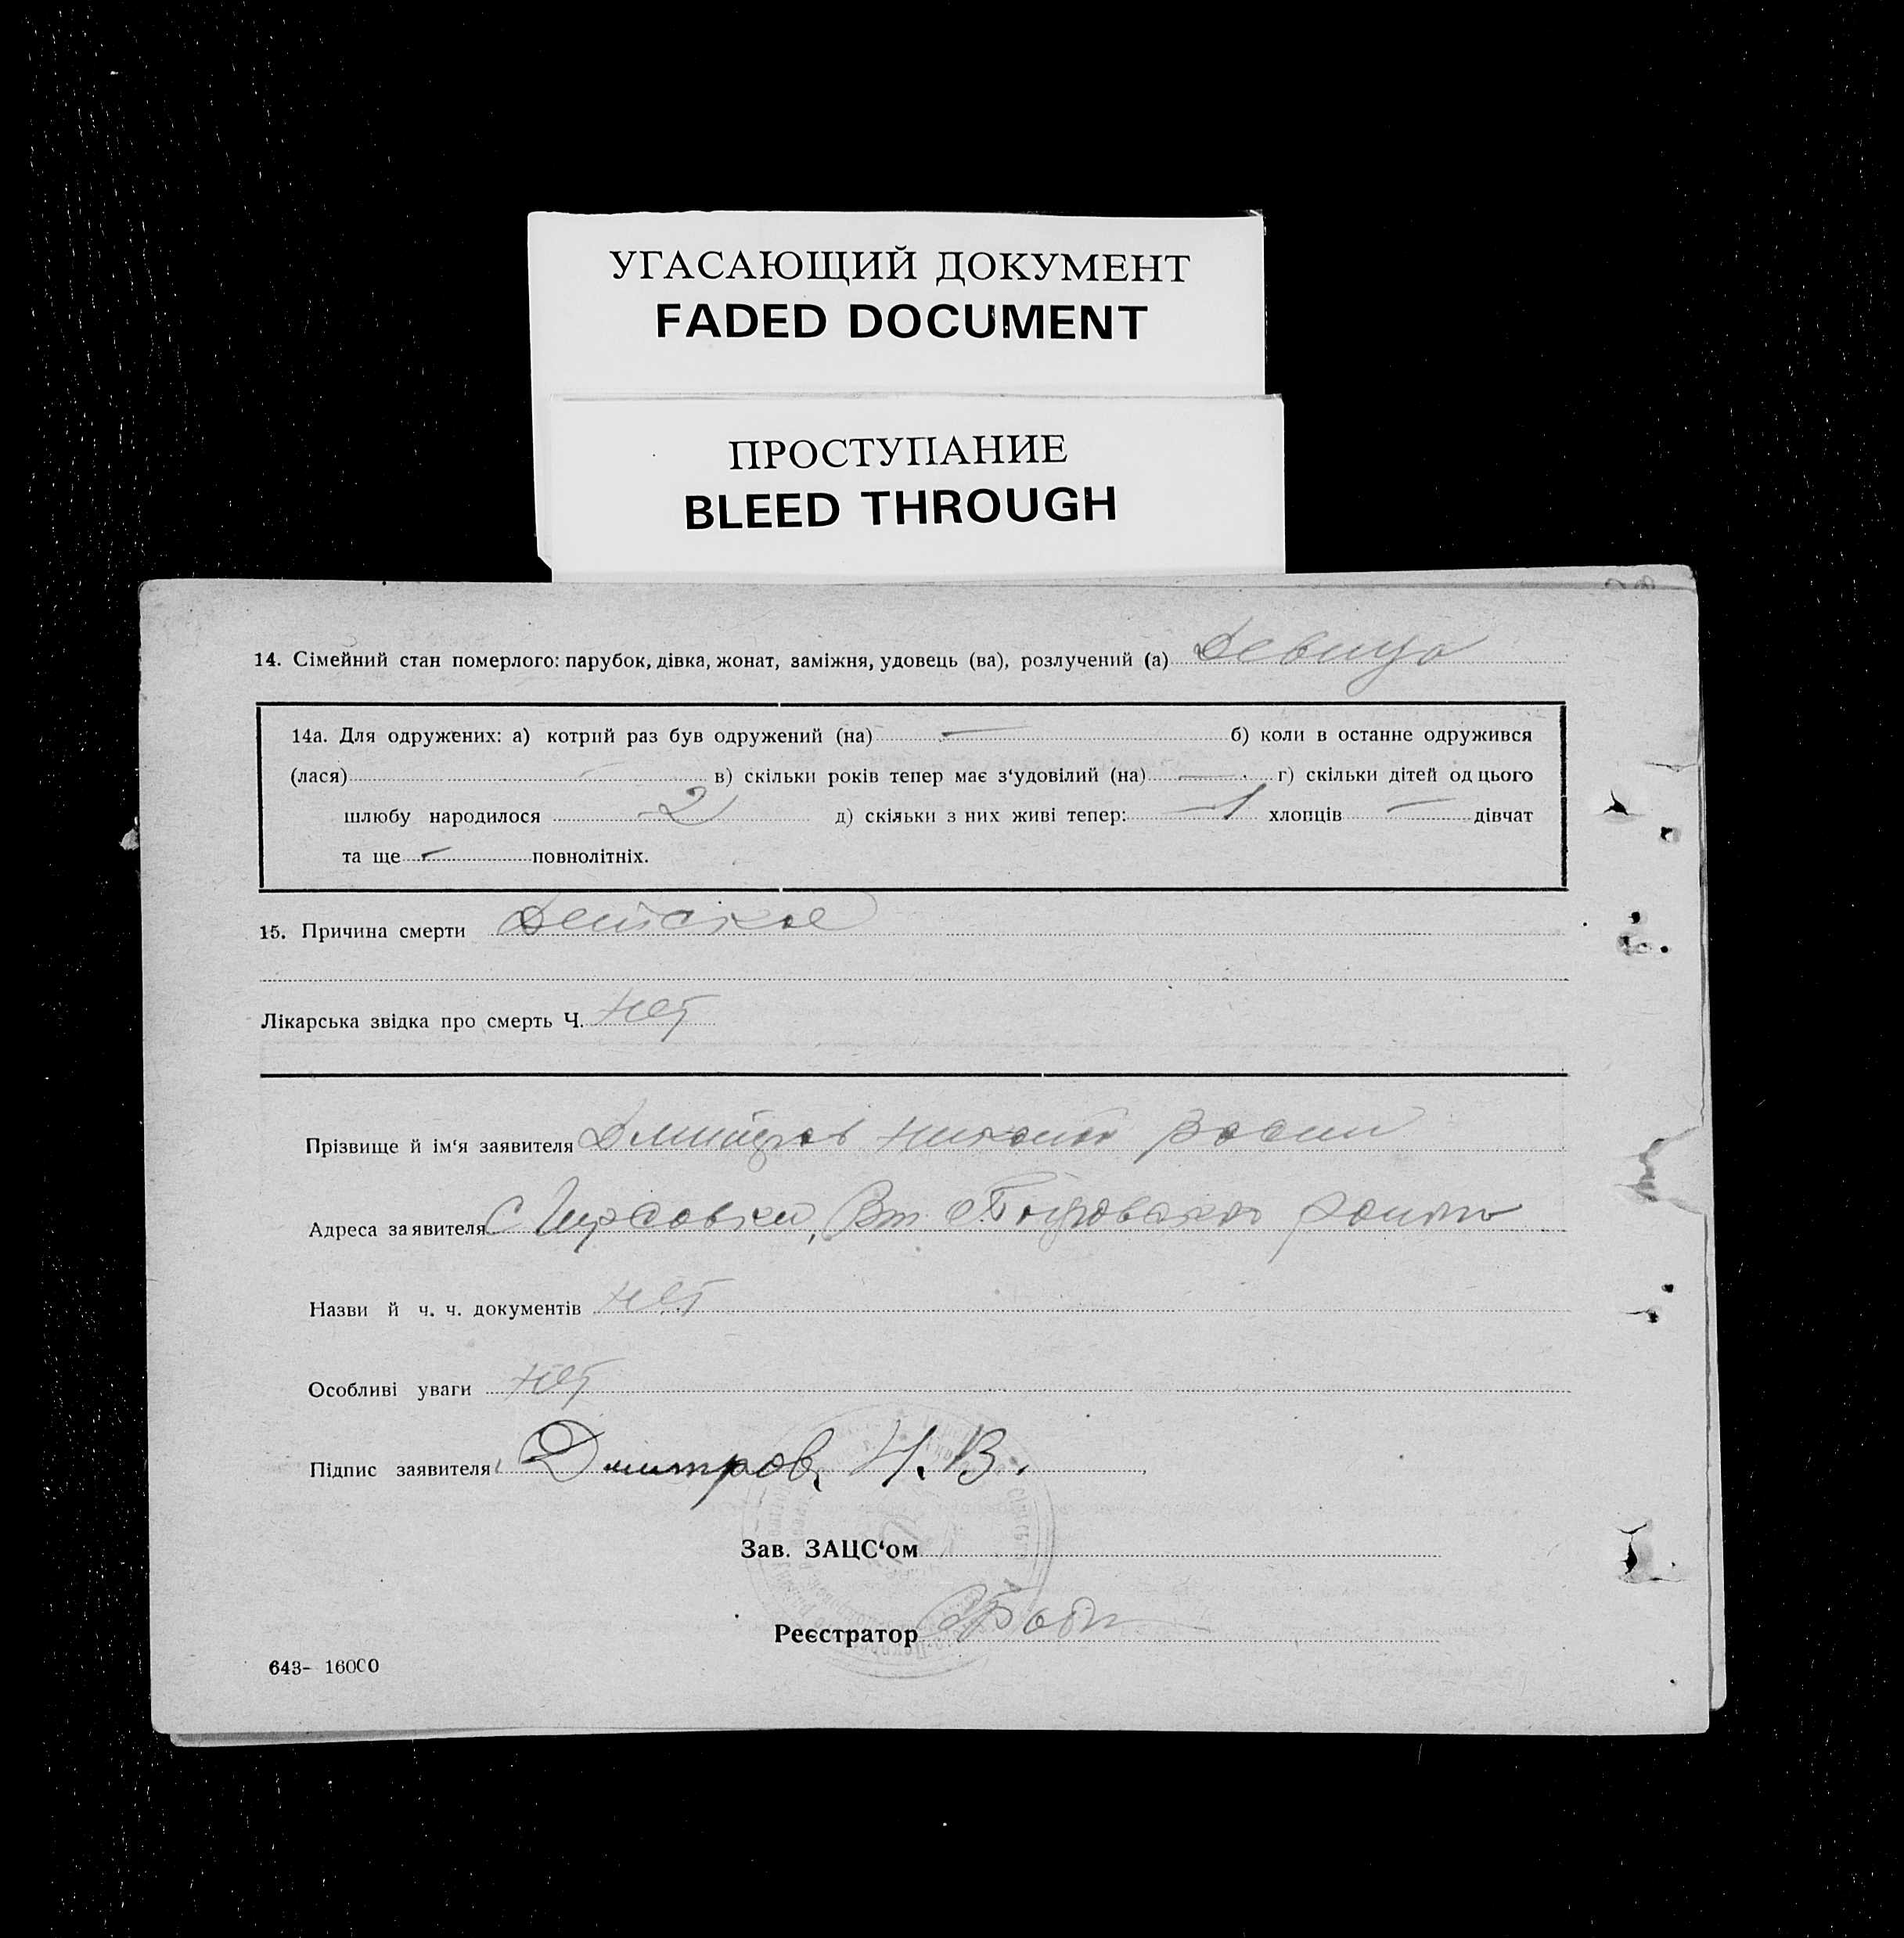 УГАСАЮЩИЙ ДОКУМЕНТ
FADED DOCUMENT
ПРОСТУПАНИЕ
BLEED THROUGH
14. Сімейний стан померлого: парубок, дівка, жонат, заміжня, удовець (ва), розлучений (а) Девица
14а. Для одружених: а) котрий раз був одружений (на) — б) коли в останне одружився
(лася) в) скільки років тепер має з‘удовілий (на) — г) скільки дітей од цього
шлюбу народилося 2 д) скільки з них живі тепер: 1 хлопців — дівчат
та ще — повнолітніх.
15. Причина смерти Детское
Лікарська звідка про смерть Ч. нет
Прізвище й ім‘я заявителя Дмитров Николай
Адреса заявителя с
Назви й ч. ч. документів нет
Особливі уваги нет
Підпис заявителя Дмитров, Н. В.
Зав. ЗАЦС‘ом
Реєстратор
643- 16000